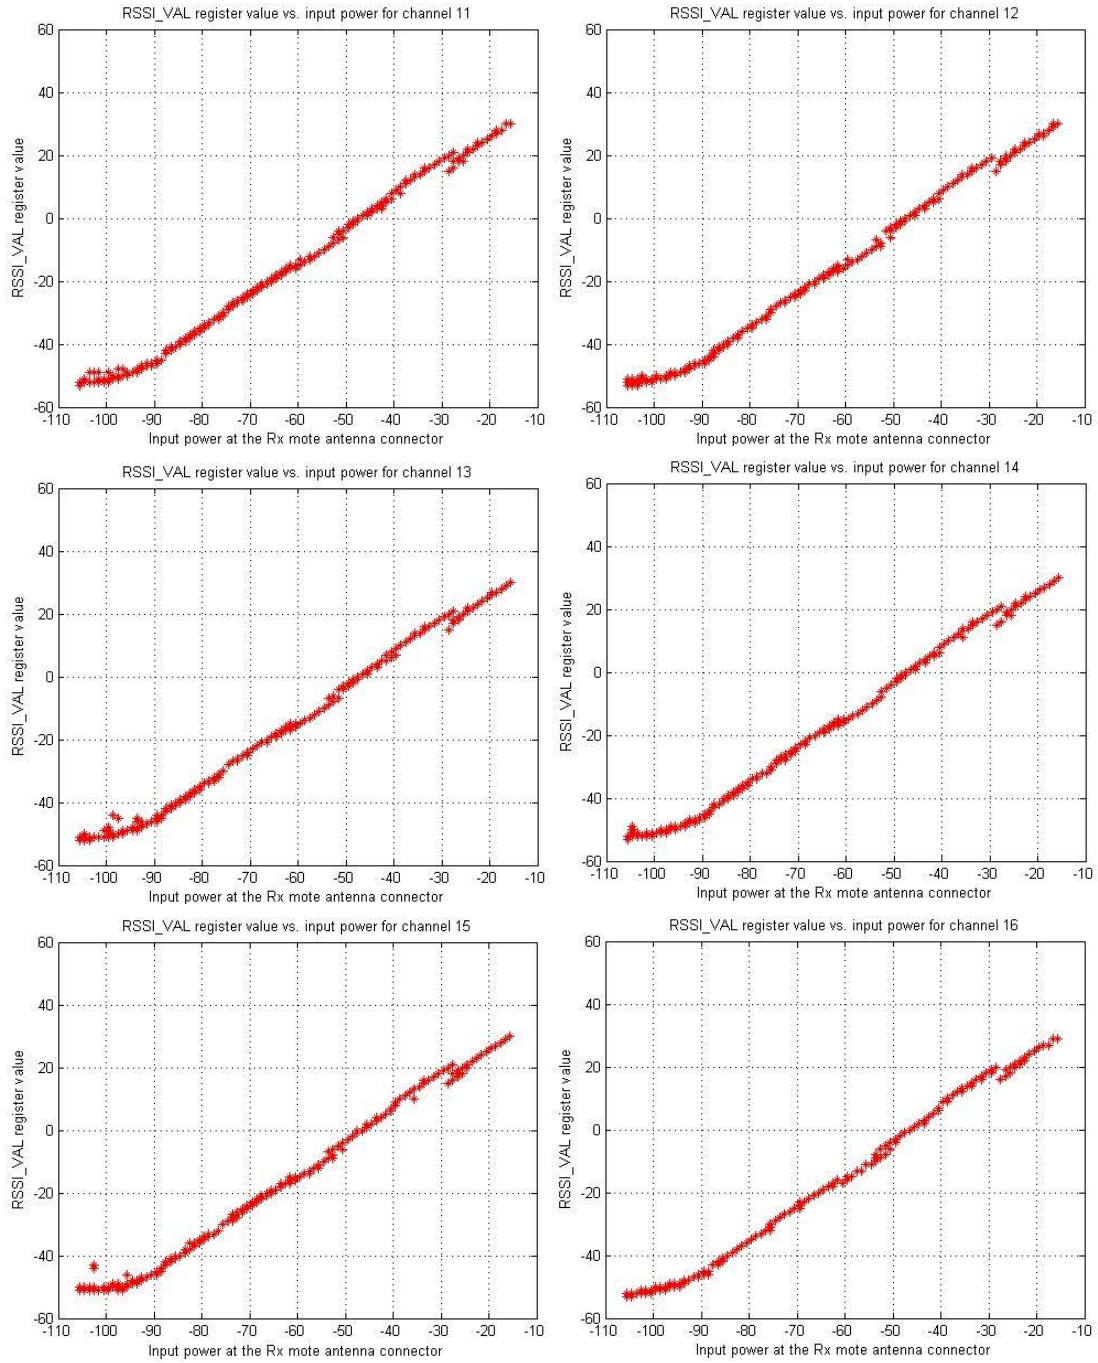 RSSI_VAL register value vs. input power for channel 11
60
40
20
0
-20
-40
-60
RSSI_VAL register value
-110 -100 -90 -80 -70 -60 -50 -40 -30 -20 -10
Input power at the Rx mote antenna connector
RSSI_VAL register value vs. input power for channel 12
60
40
20
0
-20
-40
-60
RSSI_VAL register value
-110 -100 -90 -80 -70 -60 -50 -40 -30 -20 -10
Input power at the Rx mote antenna connector
RSSI_VAL register value vs. input power for channel 13
60
40
20
0
-20
-40
-60
RSSI_VAL register value
-110 -100 -90 -80 -70 -60 -50 -40 -30 -20 -10
Input power at the Rx mote antenna connector
RSSI_VAL register value vs. input power for channel 14
60
40
20
0
-20
-40
-60
RSSI_VAL register value
-110 -100 -90 -80 -70 -60 -50 -40 -30 -20 -10
Input power at the Rx mote antenna connector
RSSI_VAL register value vs. input power for channel 15
60
40
20
0
-20
-40
-60
RSSI_VAL register value
-110 -100 -90 -80 -70 -60 -50 -40 -30 -20 -10
Input power at the Rx mote antenna connector
RSSI_VAL register value vs. input power for channel 16
60
40
20
0
-20
-40
-60
RSSI_VAL register value
-110 -100 -90 -80 -70 -60 -50 -40 -30 -20 -10
Input power at the Rx mote antenna connector